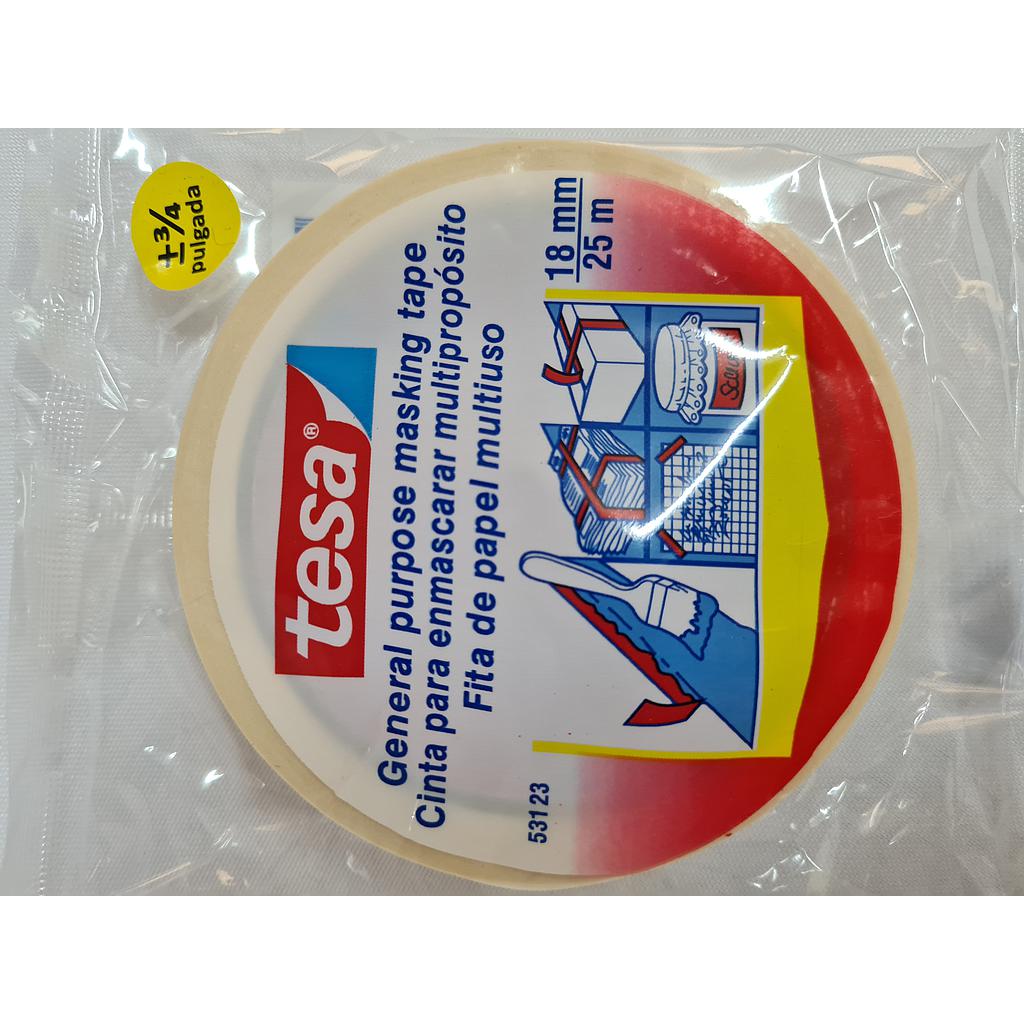 ±3/4
pulgada
tesa®
General purpose masking tape
Cinta para enmascarar multipropósito
Fita de papel multiuso
53123
18 mm
25 m